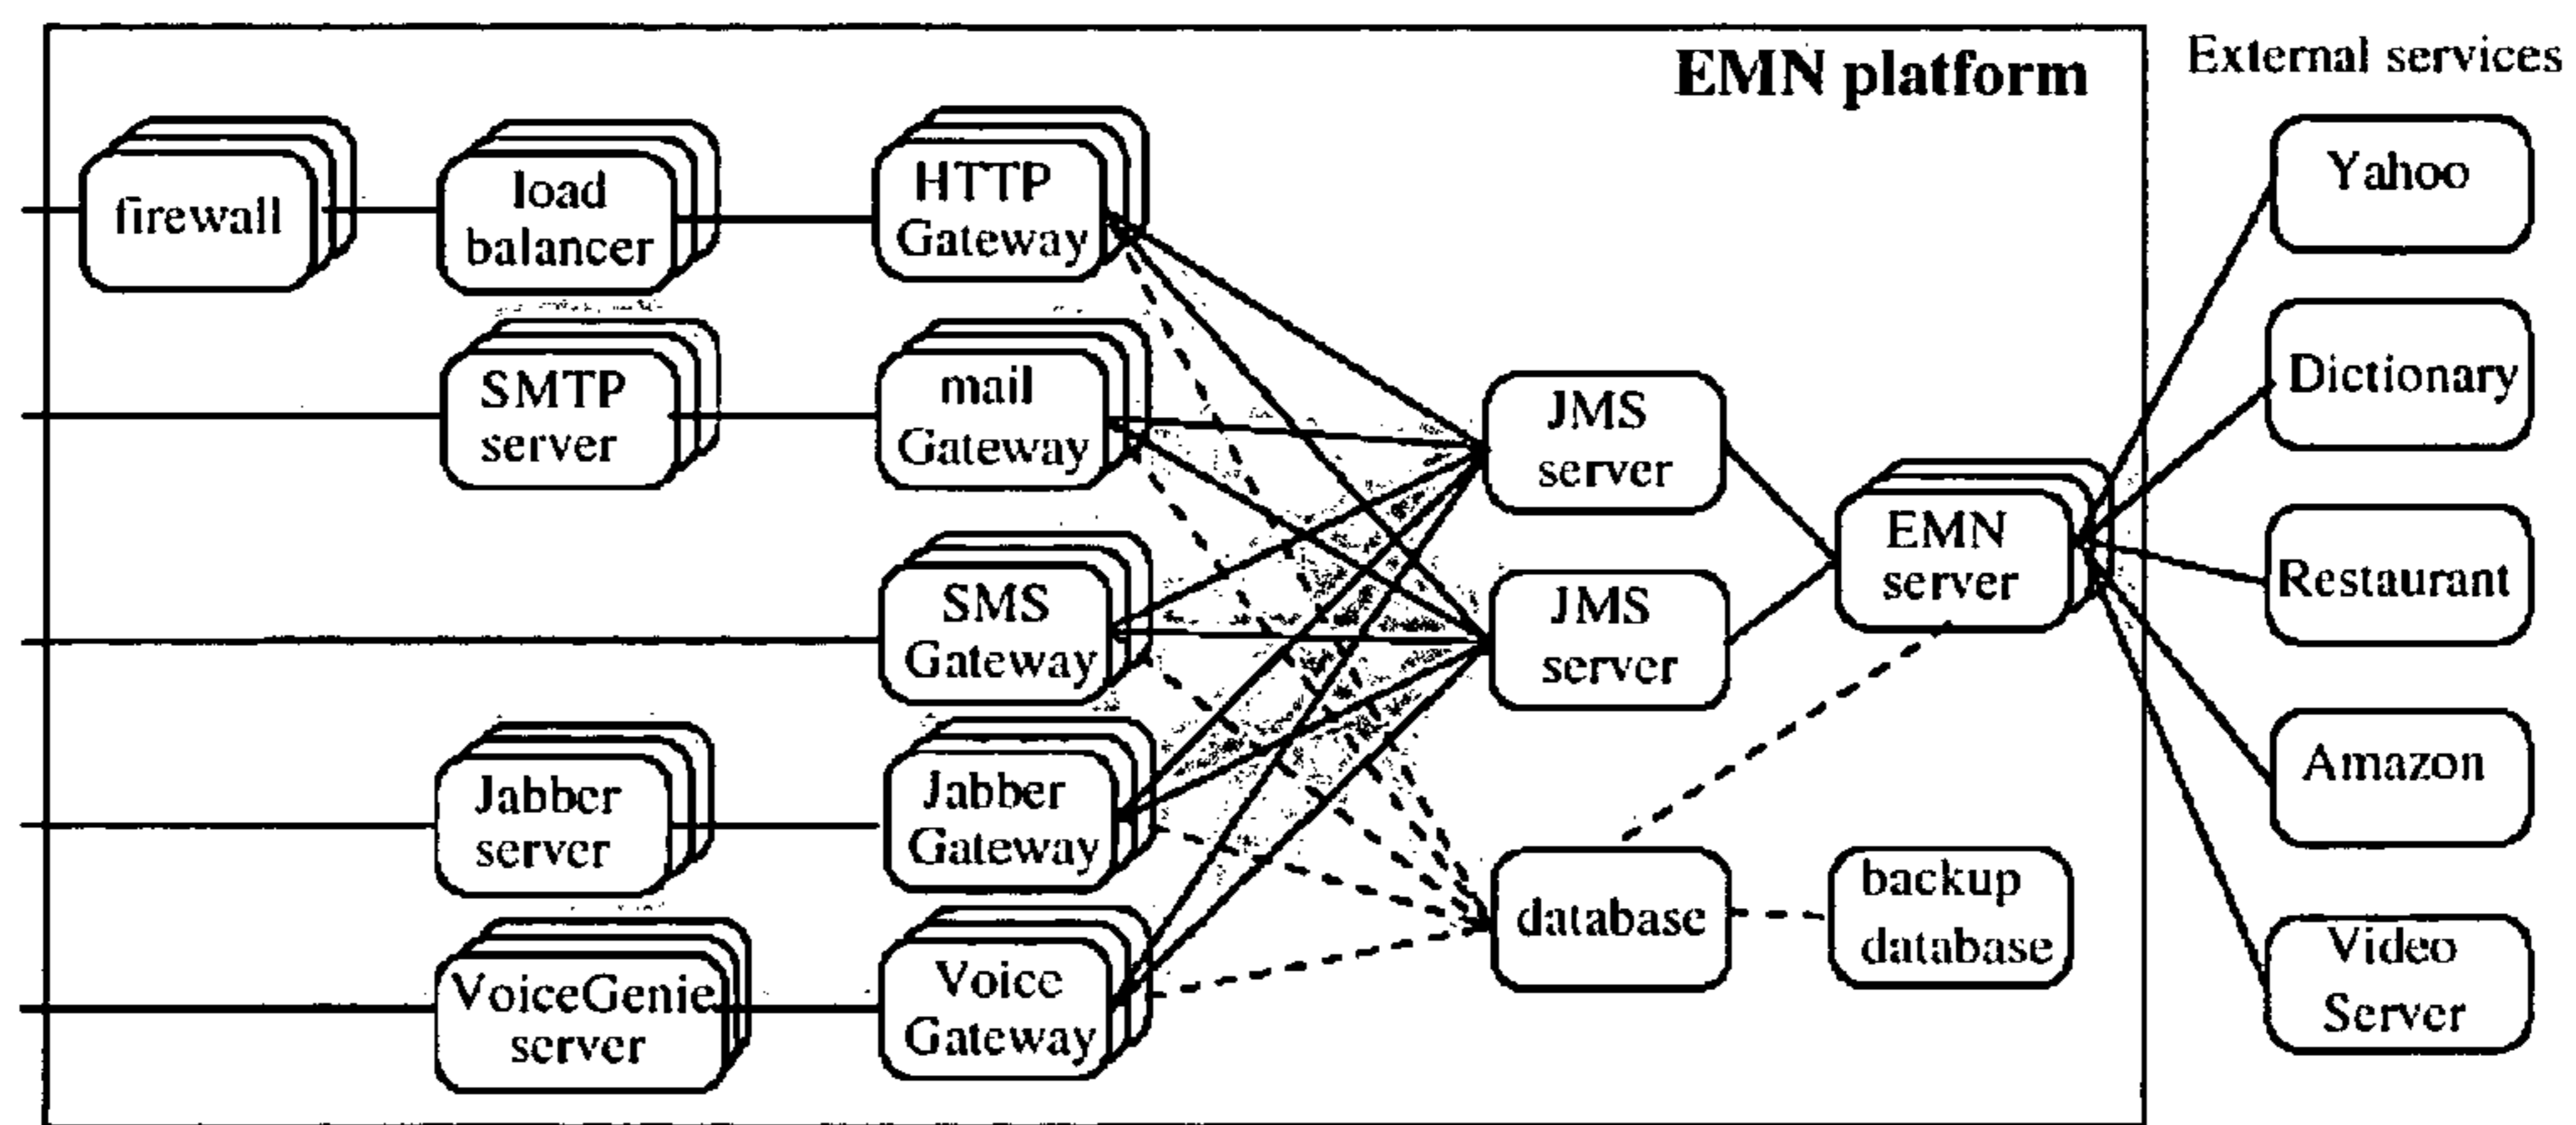 EMN platform
External services
firewall
load
balancer
HTTP
Gateway
Yahoo
SMTP
server
mail
Gateway
JMS
server
Dictionary
SMS
Gateway
JMS
server
EMN
server
Restaurant
Jabber
server
Jabber
Gateway
database
backup
database
Amazon
VoiceGenie
server
Voice
Gateway
Video
Server